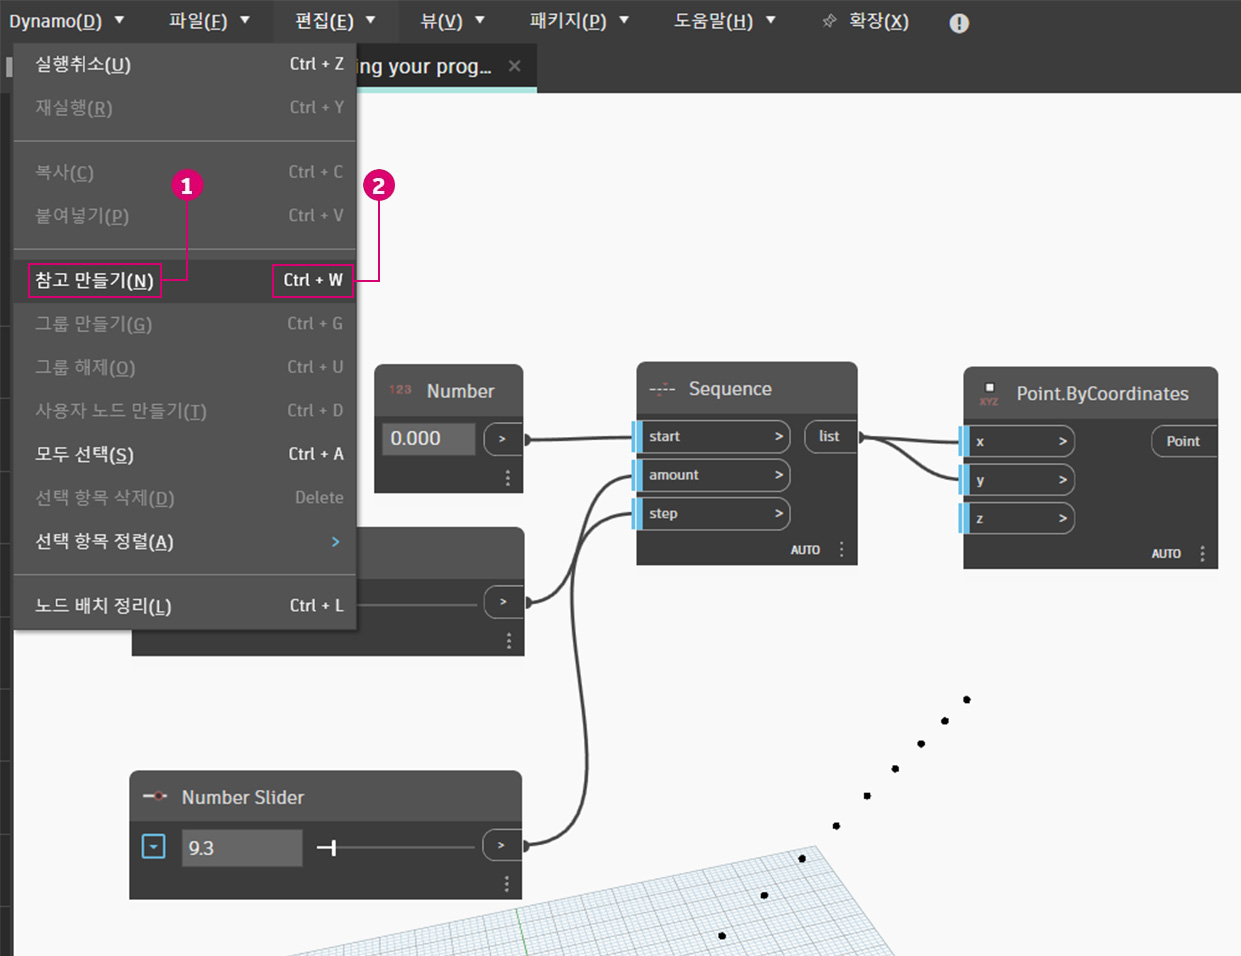 Dynamo(D) 파일(F) 편집(E) 뷰(V) 패키지(P) 도움말(H) 확장(X)
ing your prog...
실행취소(U) Ctrl + Z
재실행(R) Ctrl + Y
복사(C) Ctrl + C
붙여넣기(P) Ctrl + V
1
2
참고 만들기(N) Ctrl + W
그룹 만들기(G) Ctrl + G
그룹 해제(O) Ctrl + U
사용자 노드 만들기(T) Ctrl + D
모두 선택(S) Ctrl + A
선택 항목 삭제(D) Delete
선택 항목 정렬(A) >
노드 배치 정리(L) Ctrl + L
123 Number
0.000 >
Sequence
start >
amount >
step >
list
AUTO
XYZ Point.ByCoordinates
x >
y >
z >
Point
AUTO
>
Number Slider
9.3 >